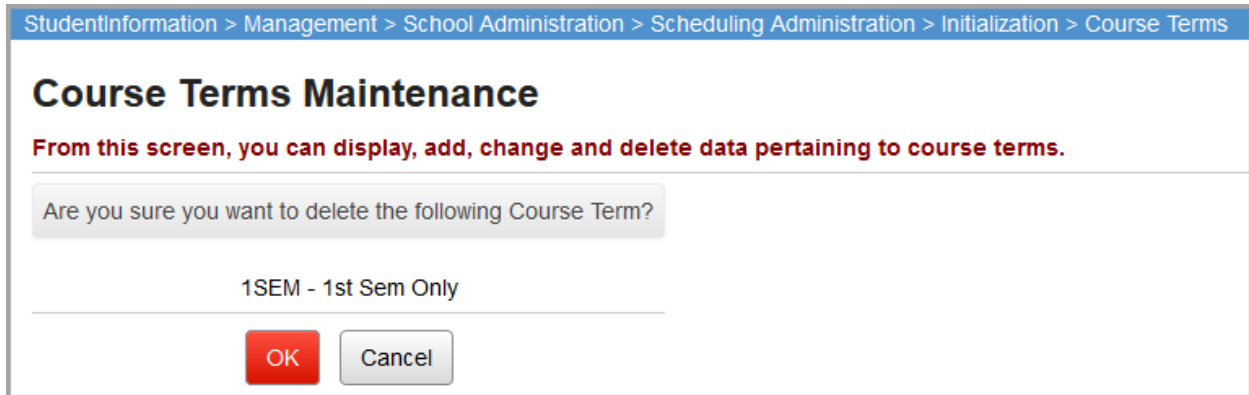 StudentInformation > Management > School Administration > Scheduling Administration > Initialization > Course Terms
Course Terms Maintenance
From this screen, you can display, add, change and delete data pertaining to course terms.
Are you sure you want to delete the following Course Term?
1SEM - 1st Sem Only
OK Cancel